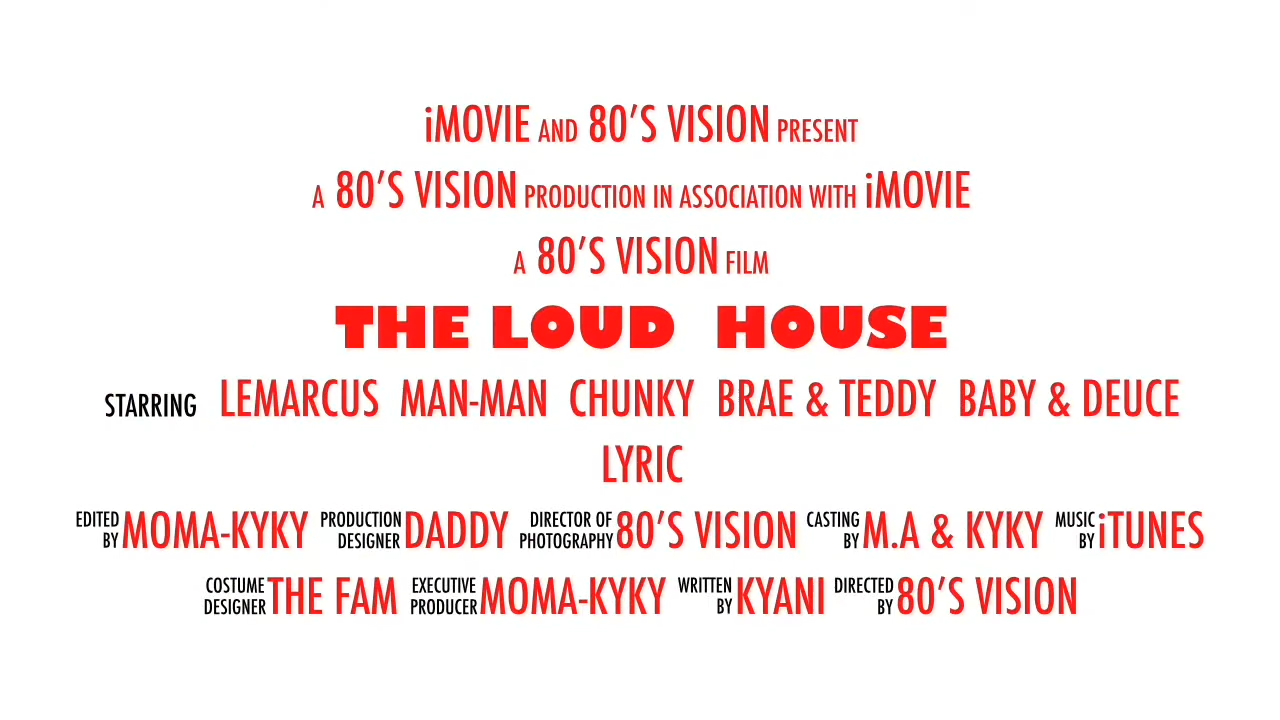 iMOVIE AND 80'S VISION PRESENT
A 80'S VISION PRODUCTION IN ASSOCIATION WITH iMOVIE
A 80'S VISION FILM
THE LOUD HOUSE
STARRING LEMARCUS MAN-MAN CHUNKY BRAE & TEDDY BABY & DEUCE
LYRIC
EDITED BY MOMA-KYKY PRODUCTION DESIGNER DADDY DIRECTOR OF PHOTOGRAPHY 80'S VISION CASTING BY M.A & KYKY MUSIC BY iTUNES
COSTUME DESIGNER THE FAM EXECUTIVE PRODUCER MOMA-KYKY WRITTEN BY KYANI DIRECTED BY 80'S VISION